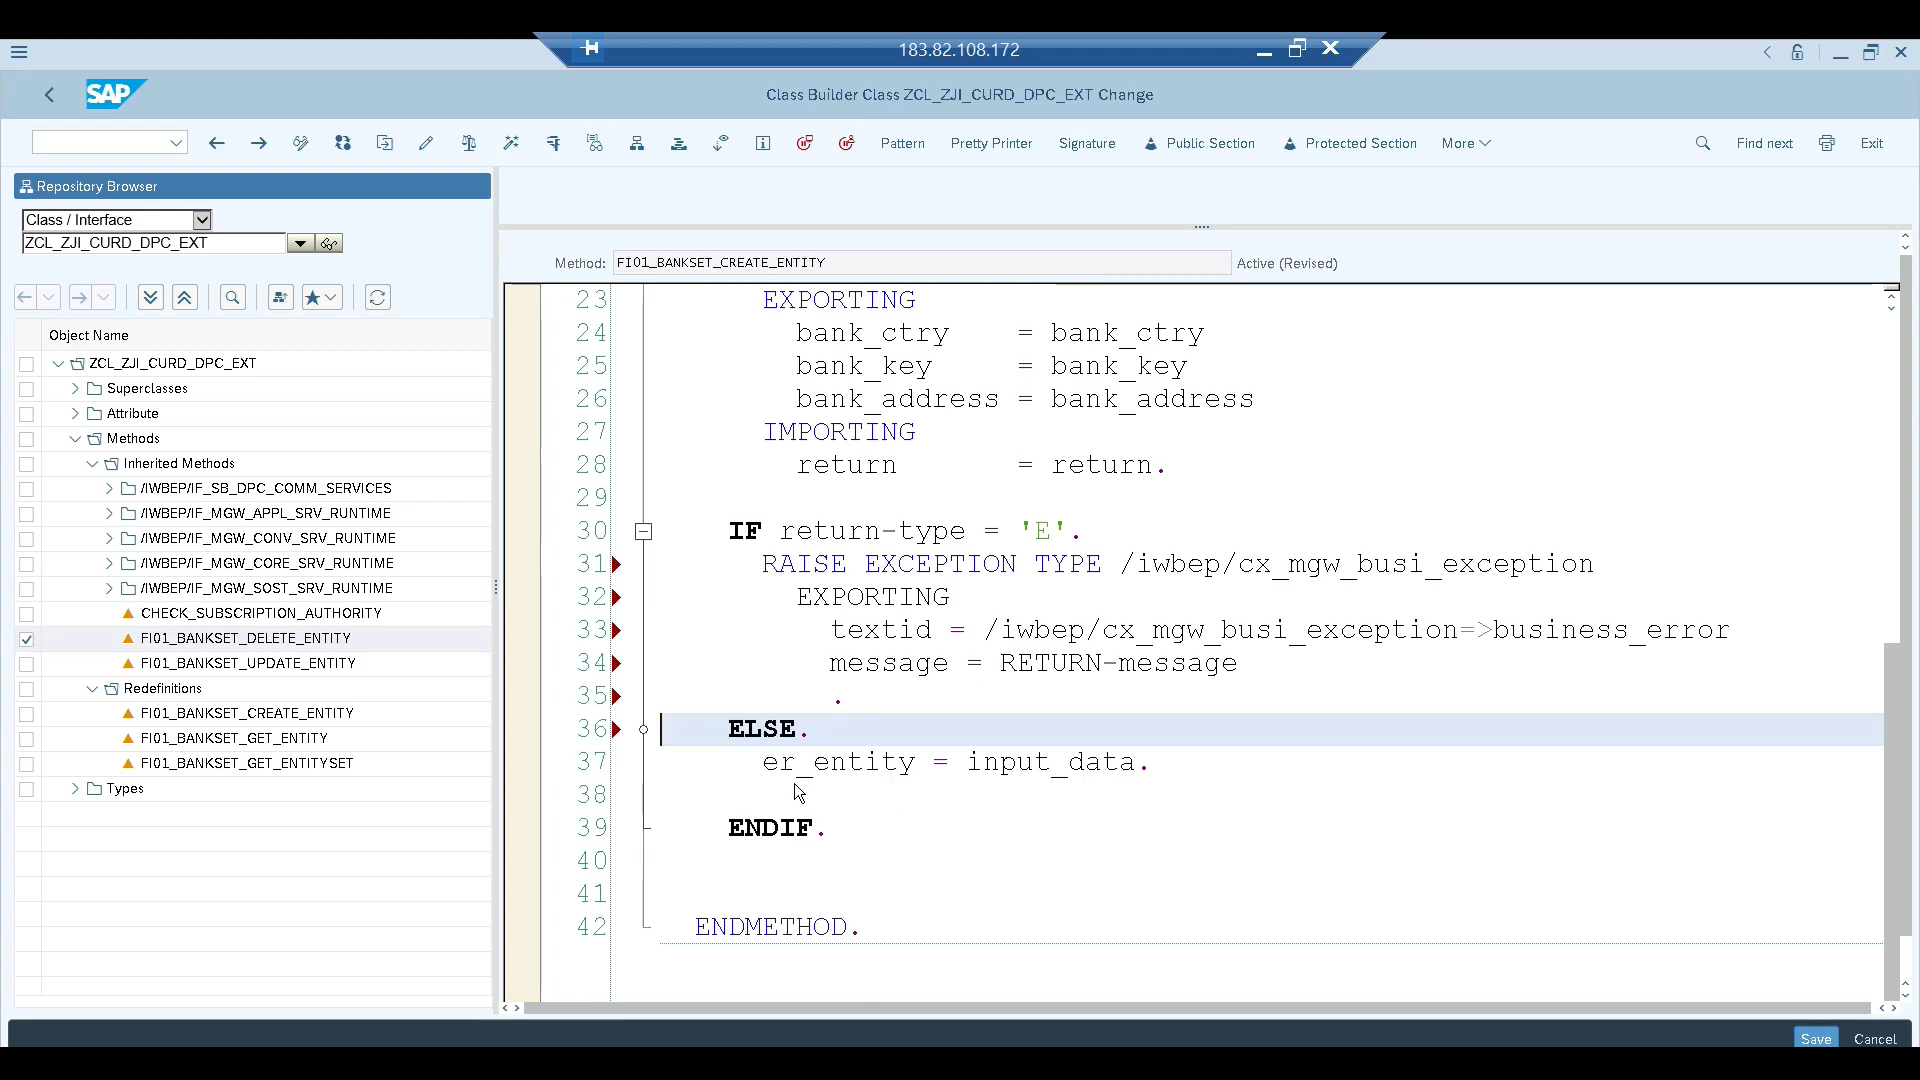 183.82.108.172
SAP
Class Builder Class ZCL_ZJI_CURD_DPC_EXT Change
Pattern
Pretty Printer
Signature
Public Section
Protected Section
More
Find next
Exit
Repository Browser
Class / Interface
ZCL_ZJI_CURD_DPC_EXT
Object Name
ZCL_ZJI_CURD_DPC_EXT
Superclasses
Attribute
Methods
Inherited Methods
/IWBEP/IF_SB_DPC_COMM_SERVICES
/IWBEP/IF_MGW_APPL_SRV_RUNTIME
/IWBEP/IF_MGW_CONV_SRV_RUNTIME
/IWBEP/IF_MGW_CORE_SRV_RUNTIME
/IWBEP/IF_MGW_SOST_SRV_RUNTIME
CHECK_SUBSCRIPTION_AUTHORITY
FI01_BANKSET_DELETE_ENTITY
FI01_BANKSET_UPDATE_ENTITY
Redefinitions
FI01_BANKSET_CREATE_ENTITY
FI01_BANKSET_GET_ENTITY
FI01_BANKSET_GET_ENTITYSET
Types
Method: FI01_BANKSET_CREATE_ENTITY Active (Revised)
23 EXPORTING
24 bank_ctry = bank_ctry
25 bank_key = bank_key
26 bank_address = bank_address
27 IMPORTING
28 return = return.
29
30 IF return-type = 'E'.
31 RAISE EXCEPTION TYPE /iwbep/cx_mgw_busi_exception
32 EXPORTING
33 textid = /iwbep/cx_mgw_busi_exception=>business_error
34 message = RETURN-message
35 .
36 ELSE.
37 er_entity = input_data.
38
39 ENDIF.
40
41
42 ENDMETHOD.
Save
Cancel